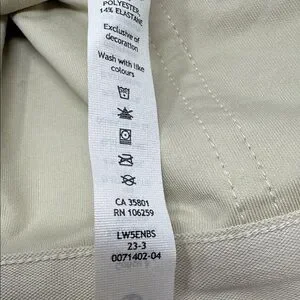 POLYESTER
14% ELASTANE
Exclusive of
decoration
Wash with like
colours
CA 35801
RN 106259
LW5ENBS
23-3
0071402-04